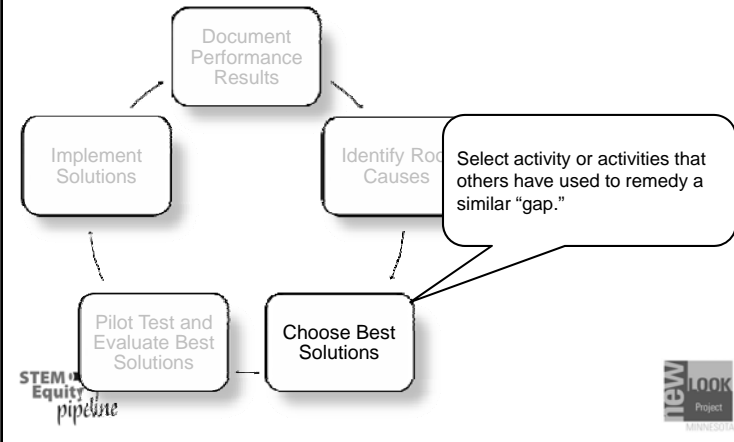 Document
Performance
Results
Implement
Solutions
Identify Roo
Causes
Select activity or activities that
others have used to remedy a
similar “gap.”
Pilot Test and
Evaluate Best
Solutions
Choose Best
Solutions
STEM
Equity
pipeline
new LOOK
Project
MINNESOTA